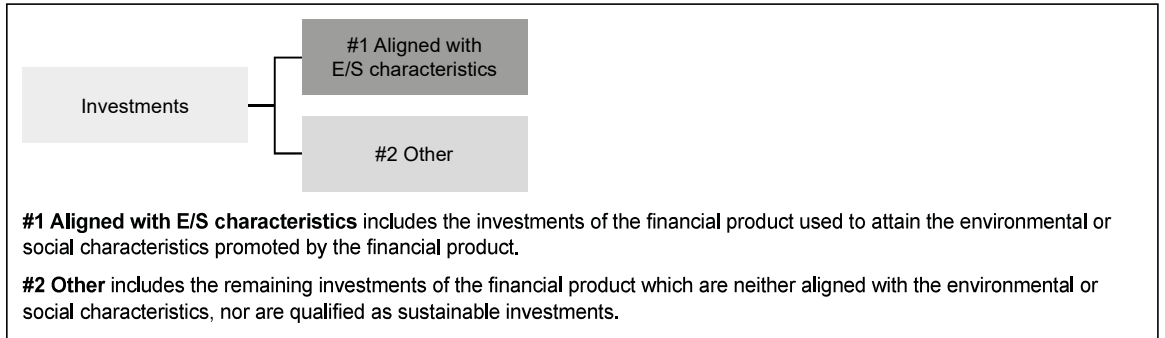 #1 Aligned with
E/S characteristics
Investments
#2 Other
#1 Aligned with E/S characteristics includes the investments of the financial product used to attain the environmental or
social characteristics promoted by the financial product.
#2 Other includes the remaining investments of the financial product which are neither aligned with the environmental or
social characteristics, nor are qualified as sustainable investments.